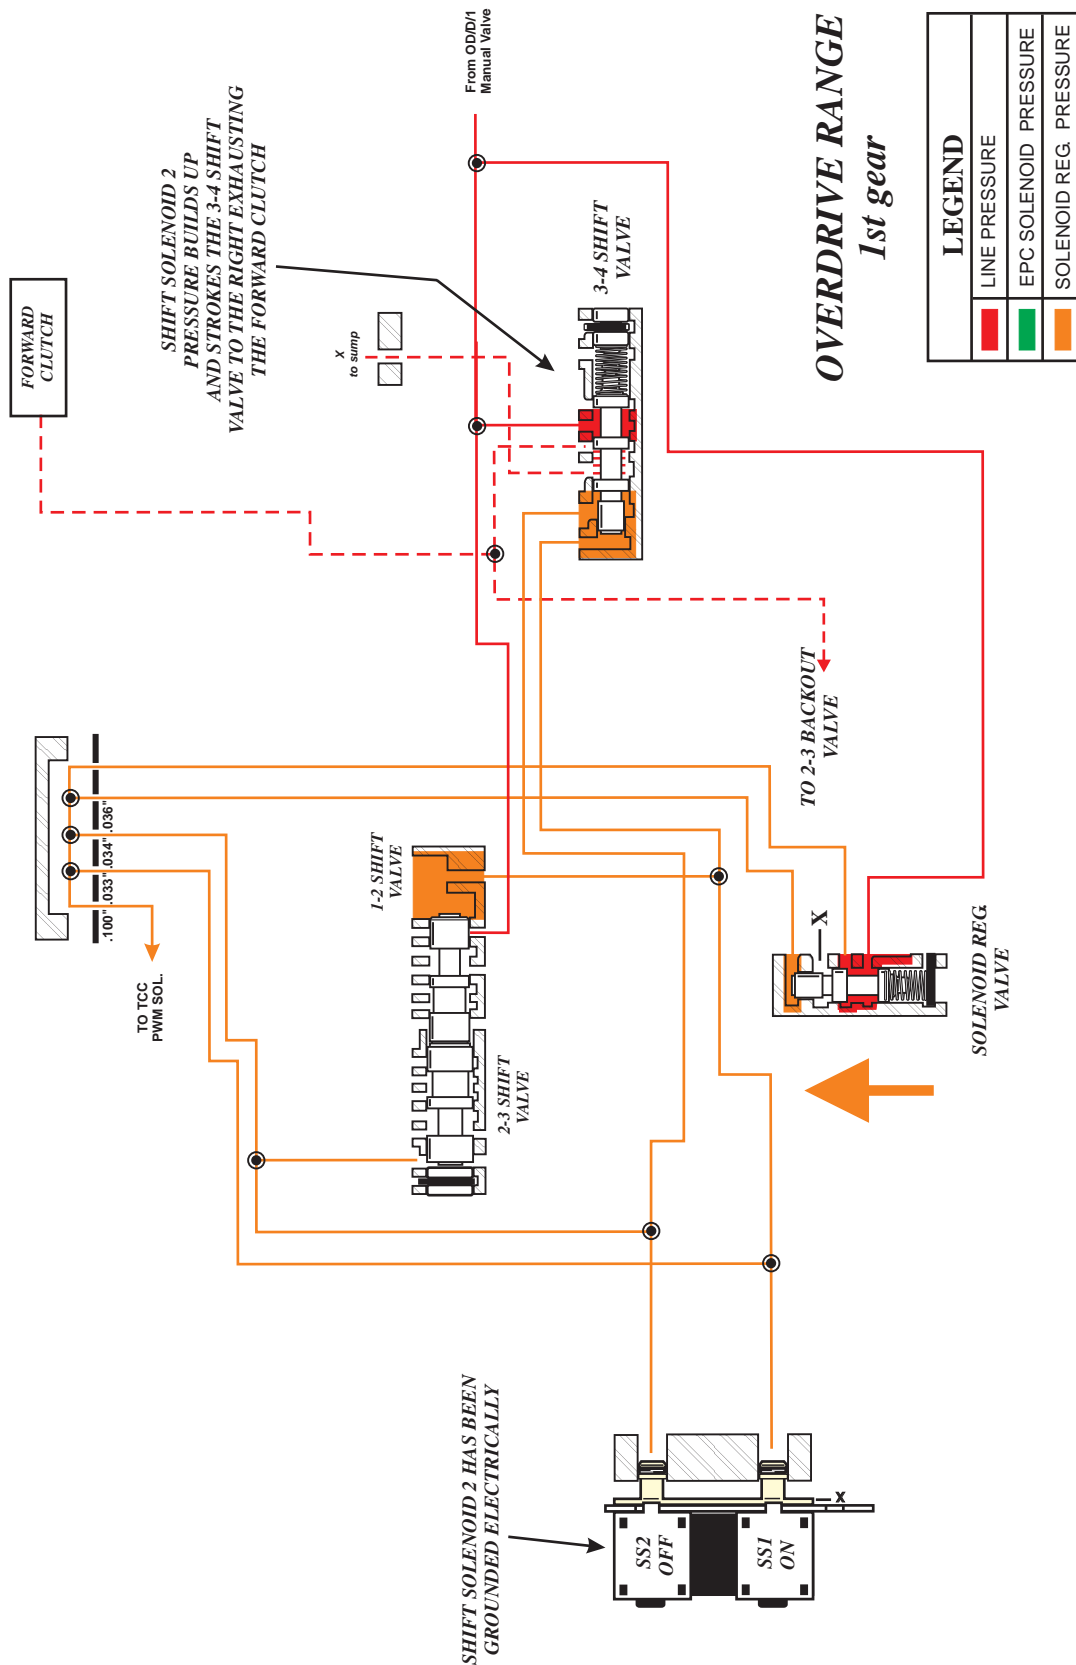 FORWARD
CLUTCH
SHIFT SOLENOID 2
PRESSURE BUILDS UP
AND STROKES THE 3-4 SHIFT
VALVE TO THE RIGHT EXHAUSTING
THE FORWARD CLUTCH
From OD/D/1
Manual Valve
X
to sump
3-4 SHIFT
VALVE
OVERDRIVE RANGE
1st gear
LEGEND
LINE PRESSURE
EPC SOLENOID PRESSURE
SOLENOID REG. PRESSURE
.100" .033" .034" .036"
TO TCC
PWM SOL.
1-2 SHIFT
VALVE
2-3 SHIFT
VALVE
TO 2-3 BACKOUT
VALVE
X
SOLENOID REG.
VALVE
SHIFT SOLENOID 2 HAS BEEN
GROUNDED ELECTRICALLY
SS2
OFF
SS1
ON
X